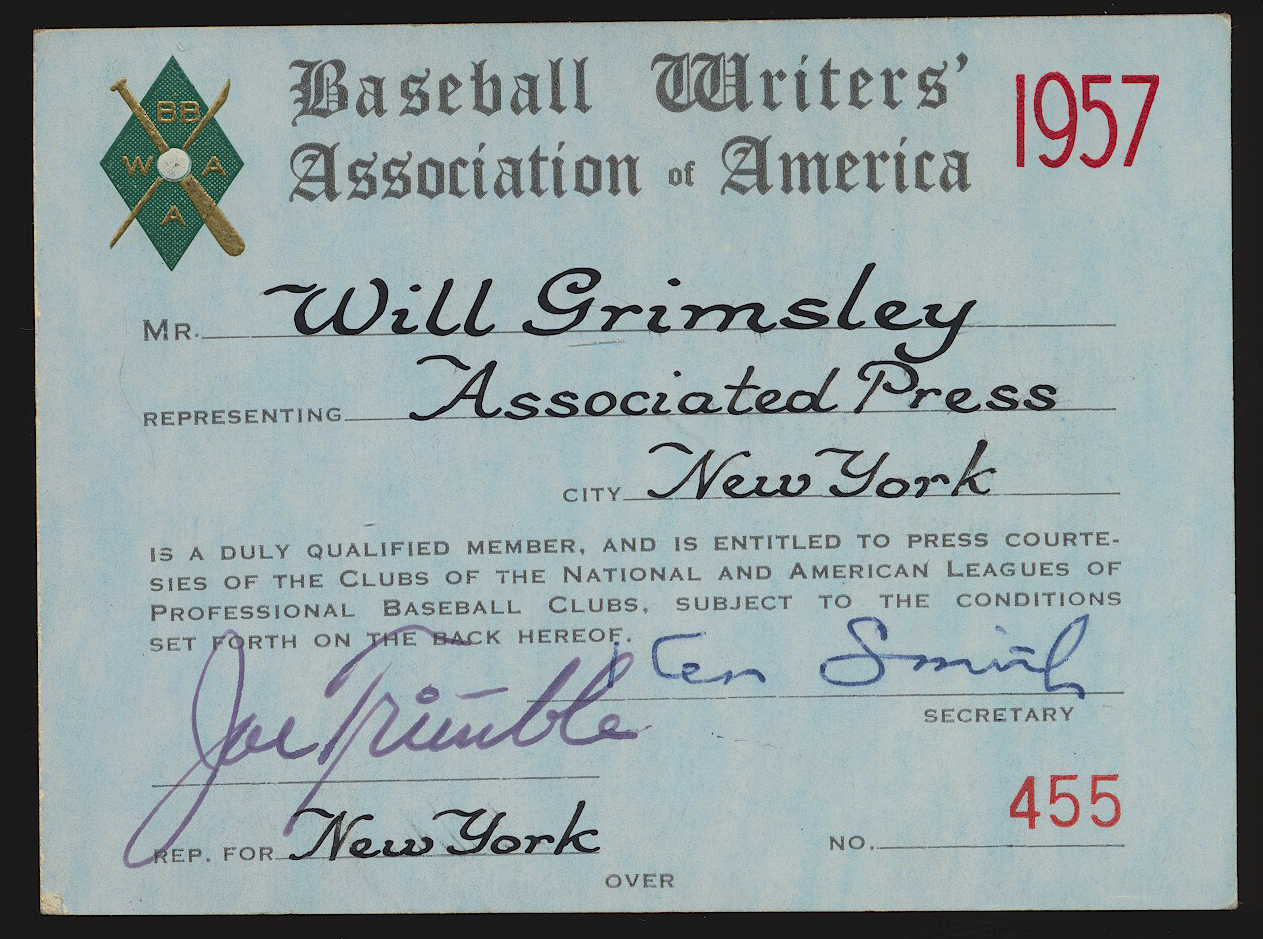 BB
W A
A
Baseball Writers'
Association of America
1957
MR. Will Grimsley
REPRESENTING Associated Press
CITY New York
IS A DULY QUALIFIED MEMBER, AND IS ENTITLED TO PRESS COURTE-
SIES OF THE CLUBS OF THE NATIONAL AND AMERICAN LEAGUES OF
PROFESSIONAL BASEBALL CLUBS, SUBJECT TO THE CONDITIONS
SET FORTH ON THE BACK HEREOF.
Ken Smith
SECRETARY
Joe Trimble
REP. FOR New York
NO. 455
OVER